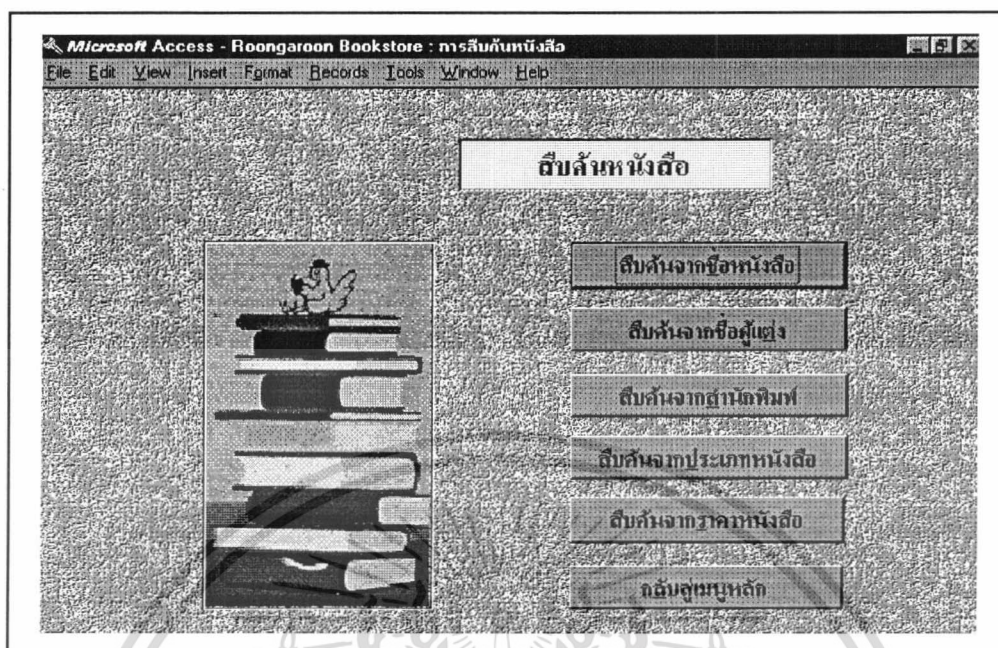 Microsoft Access - Roongaroon Bookstore : การสืบค้นหนังสือ
File Edit View Insert Format Records Tools Window Help
สืบค้นหนังสือ
สืบค้นจากชื่อหนังสือ
สืบค้นจากชื่อผู้แต่ง
สืบค้นจากสำนักพิมพ์
สืบค้นจากประเภทหนังสือ
สืบค้นจากราคาหนังสือ
กลับสู่เมนูหลัก